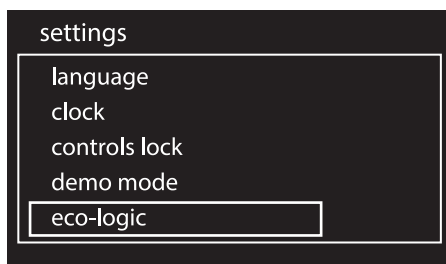 settings
language
clock
controls lock
demo mode
eco-logic